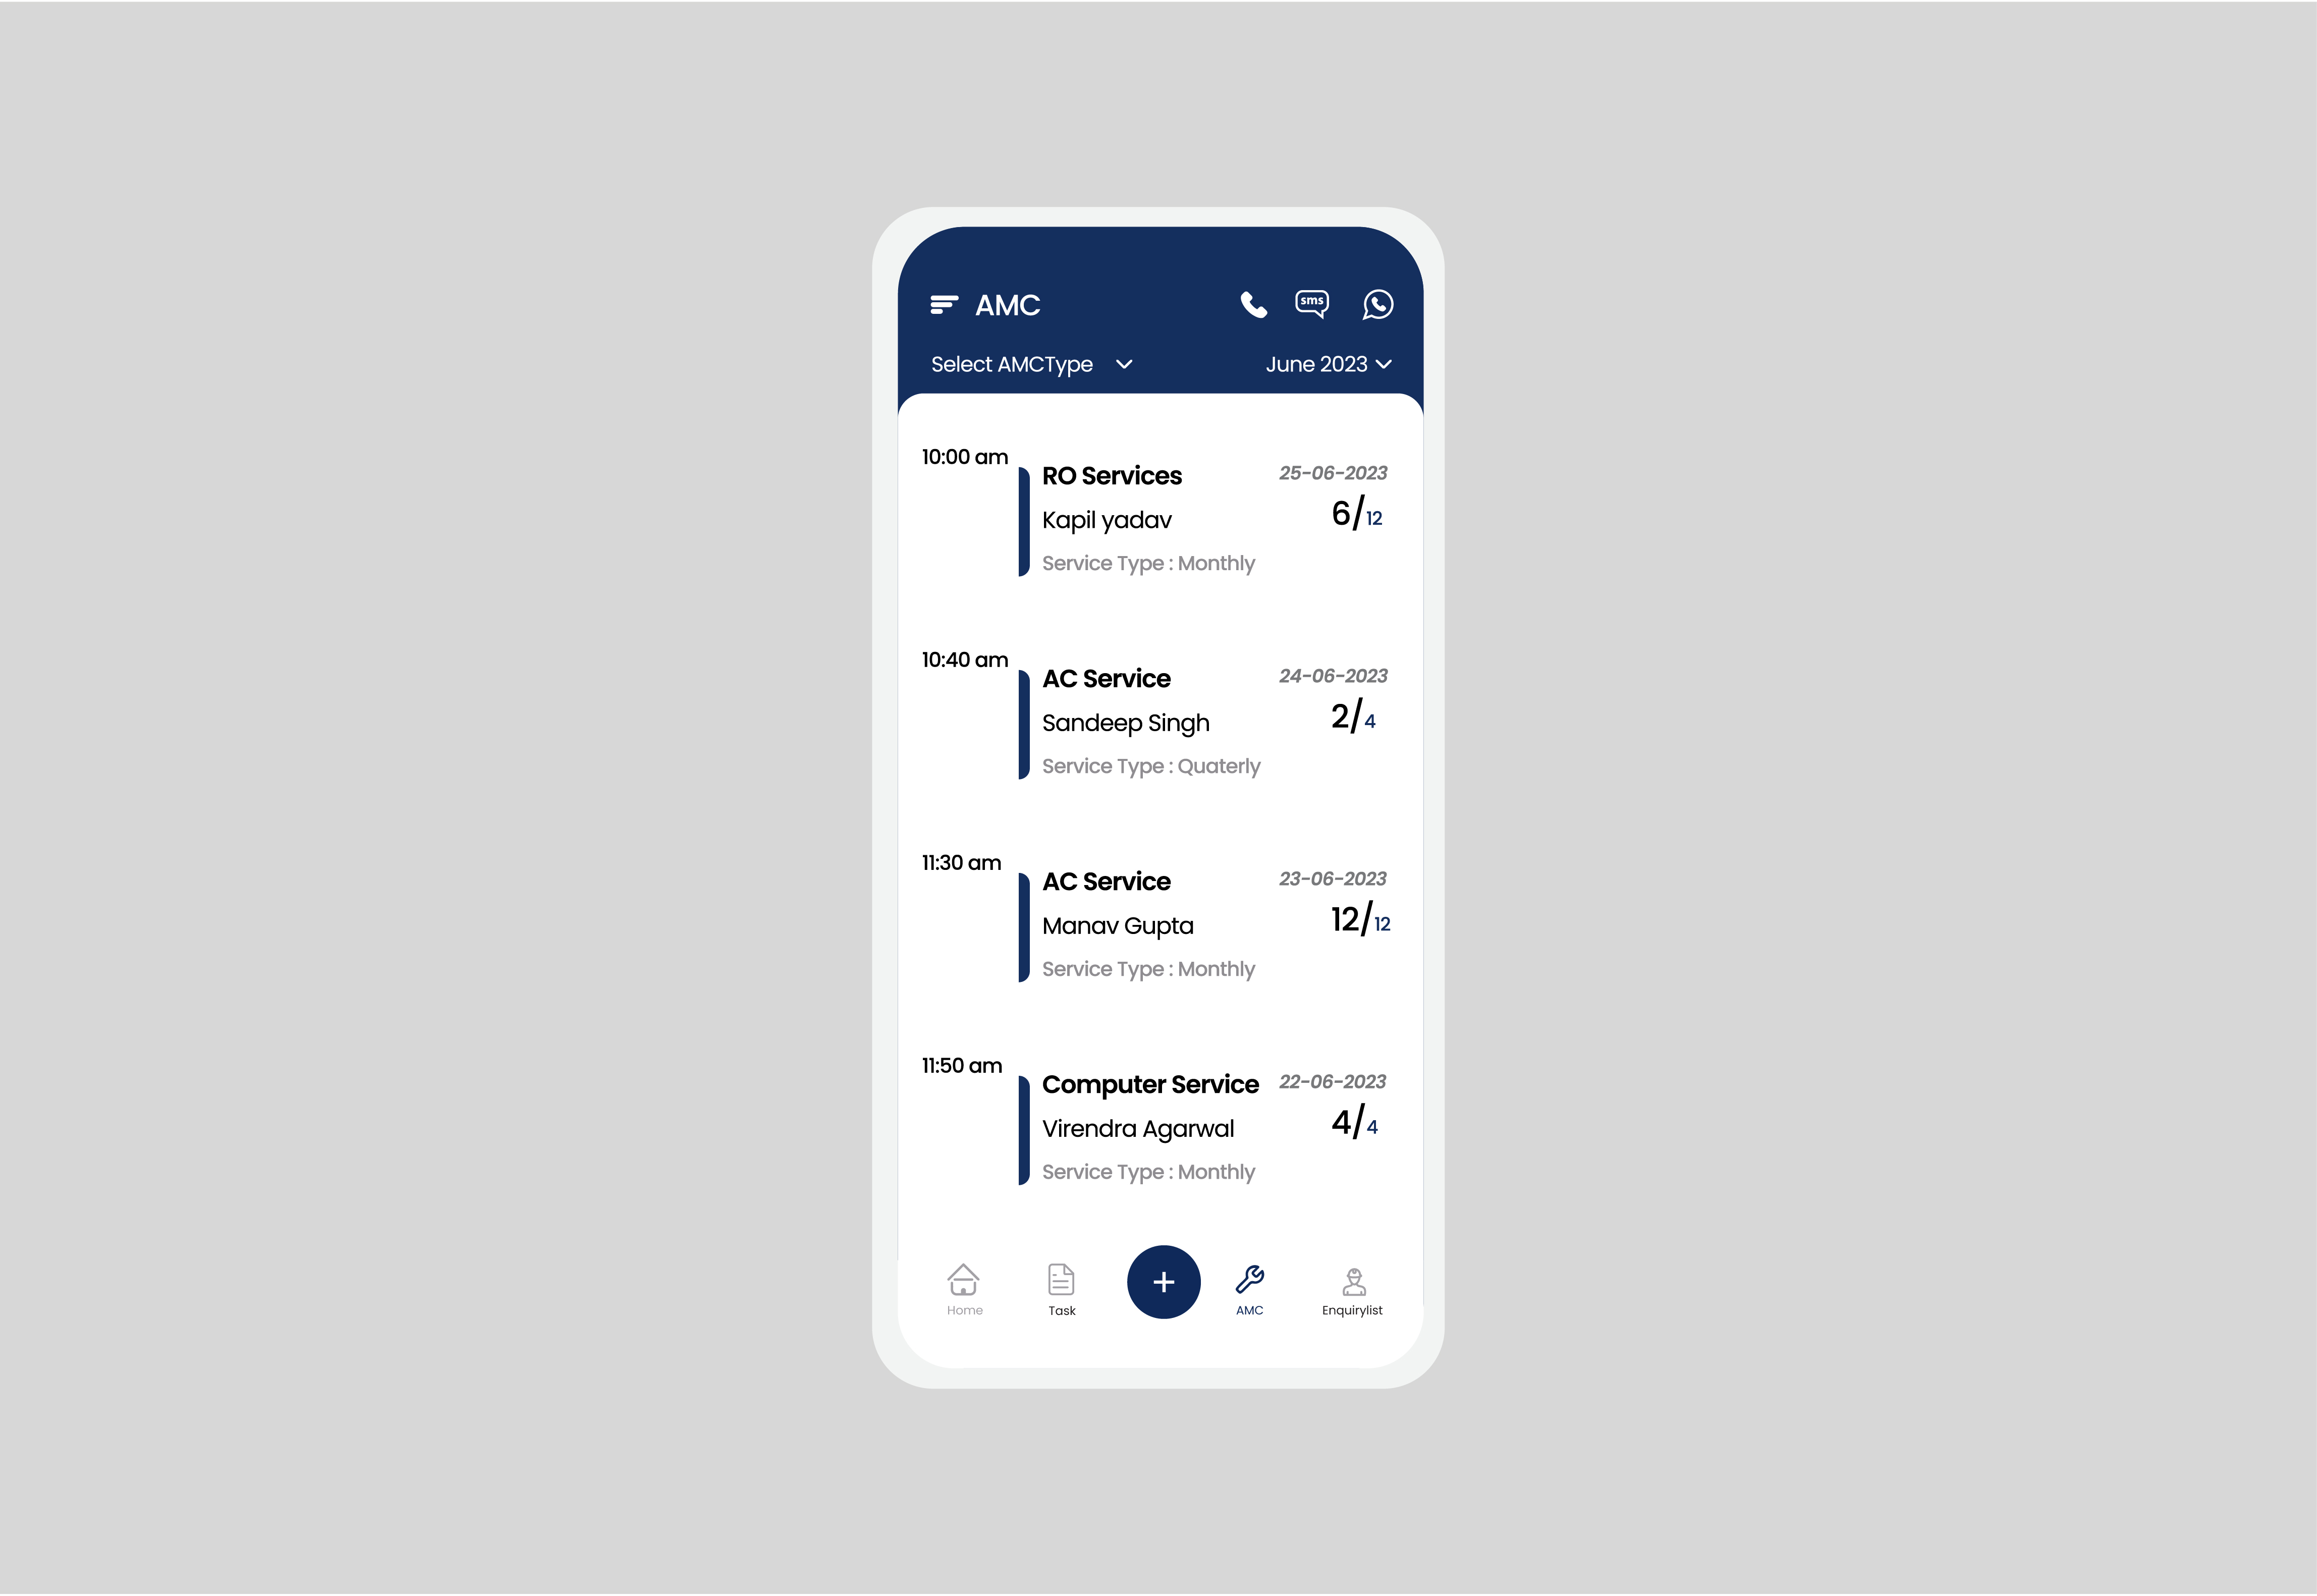 AMC
sms
Select AMCType
June 2023
10:00 am
RO Services
25-06-2023
Kapil yadav
6/12
Service Type : Monthly
10:40 am
AC Service
24-06-2023
Sandeep Singh
2/4
Service Type : Quaterly
11:30 am
AC Service
23-06-2023
Manav Gupta
12/12
Service Type : Monthly
11:50 am
Computer Service
22-06-2023
Virendra Agarwal
4/4
Service Type : Monthly
+
Home
Task
AMC
Enquirylist